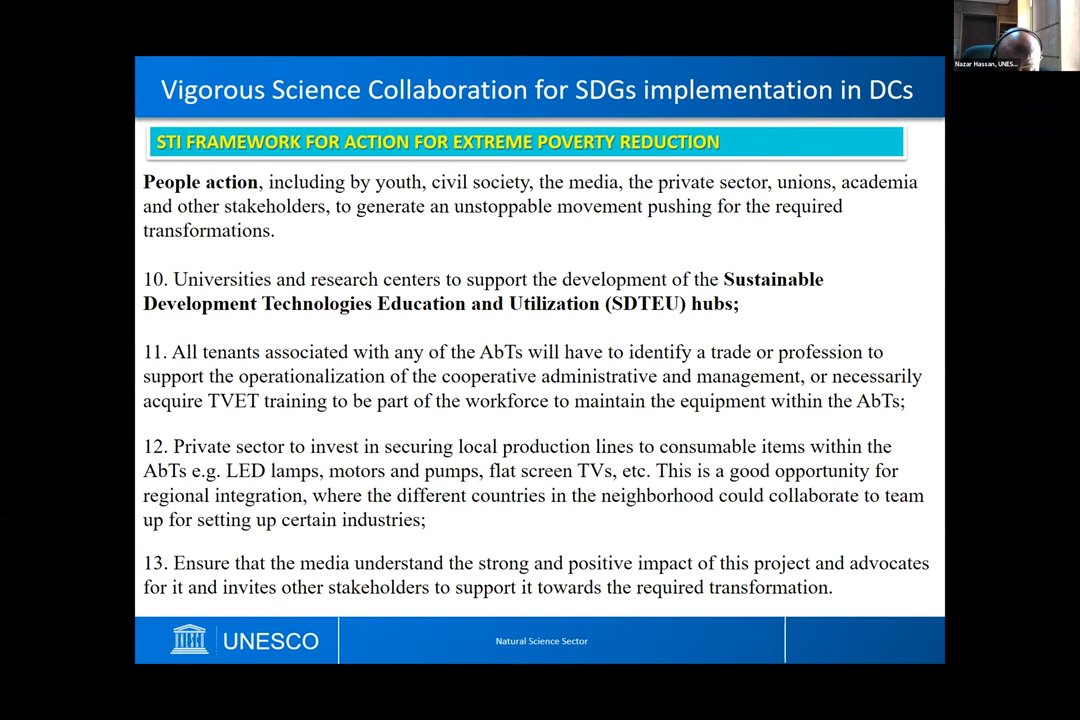 Nazar Hassan, UNES...
Vigorous Science Collaboration for SDGs implementation in DCs
STI FRAMEWORK FOR ACTION FOR EXTREME POVERTY REDUCTION
People action, including by youth, civil society, the media, the private sector, unions, academia
and other stakeholders, to generate an unstoppable movement pushing for the required
transformations.
10. Universities and research centers to support the development of the Sustainable
Development Technologies Education and Utilization (SDTEU) hubs;
11. All tenants associated with any of the AbTs will have to identify a trade or profession to
support the operationalization of the cooperative administrative and management, or necessarily
acquire TVET training to be part of the workforce to maintain the equipment within the AbTs;
12. Private sector to invest in securing local production lines to consumable items within the
AbTs e.g. LED lamps, motors and pumps, flat screen TVs, etc. This is a good opportunity for
regional integration, where the different countries in the neighborhood could collaborate to team
up for setting up certain industries;
13. Ensure that the media understand the strong and positive impact of this project and advocates
for it and invites other stakeholders to support it towards the required transformation.
UNESCO
UNESCO
Natural Science Sector